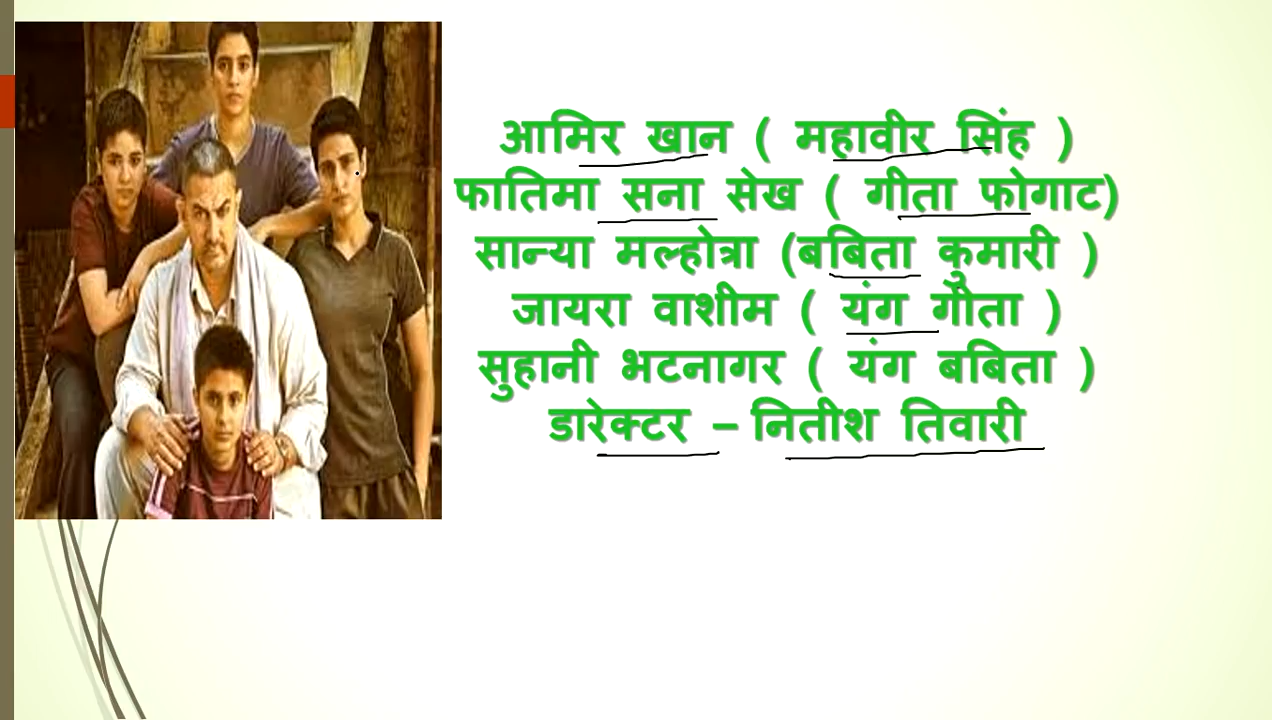 आमिर खान ( महावीर सिंह )
फातिमा सना सेख ( गीता फोगाट)
सान्या मल्होत्रा (बबिता कुमारी )
जायरा वाशीम ( यंग गीता )
सुहानी भटनागर ( यंग बबिता )
डारेक्टर – नितीश तिवारी